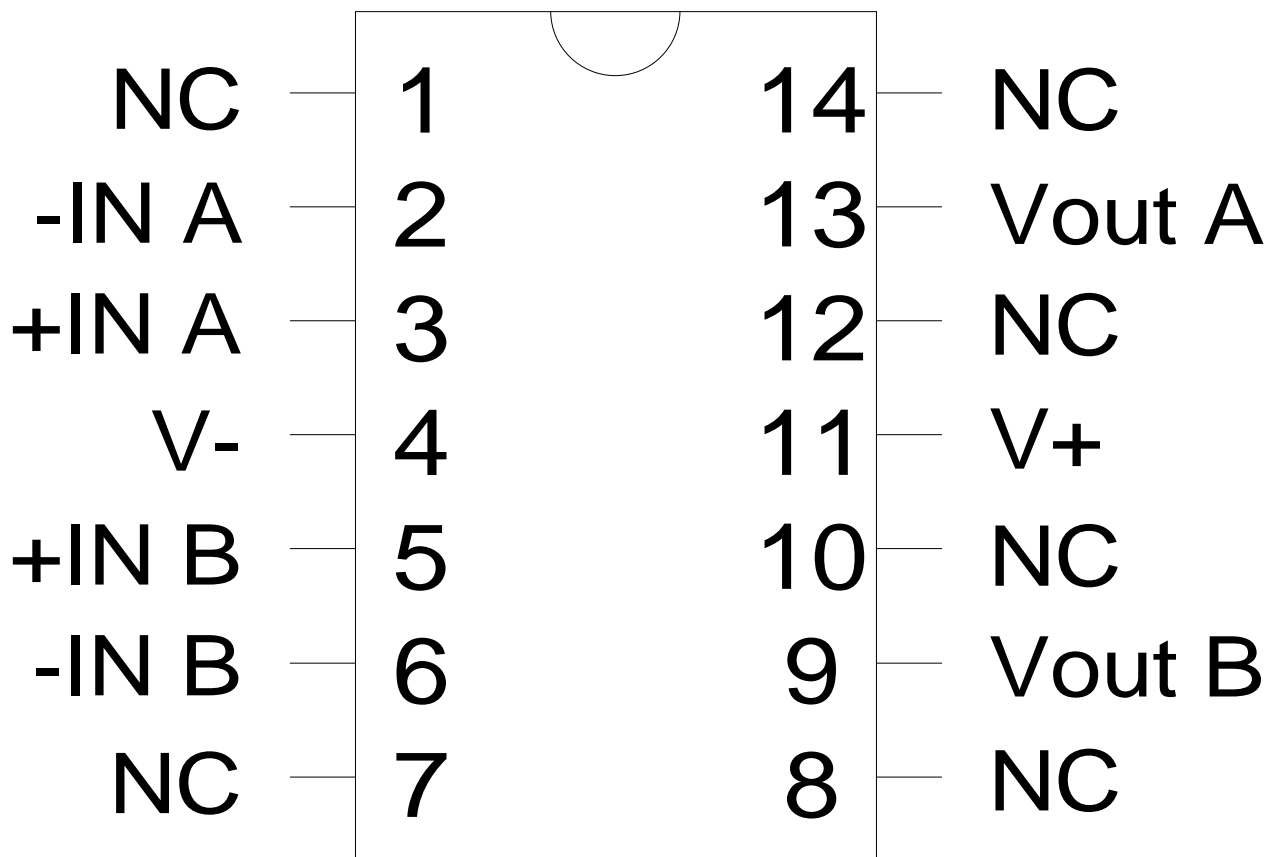 NC 1 14 NC
-IN A 2 13 Vout A
+IN A 3 12 NC
V- 4 11 V+
+IN B 5 10 NC
-IN B 6 9 Vout B
NC 7 8 NC